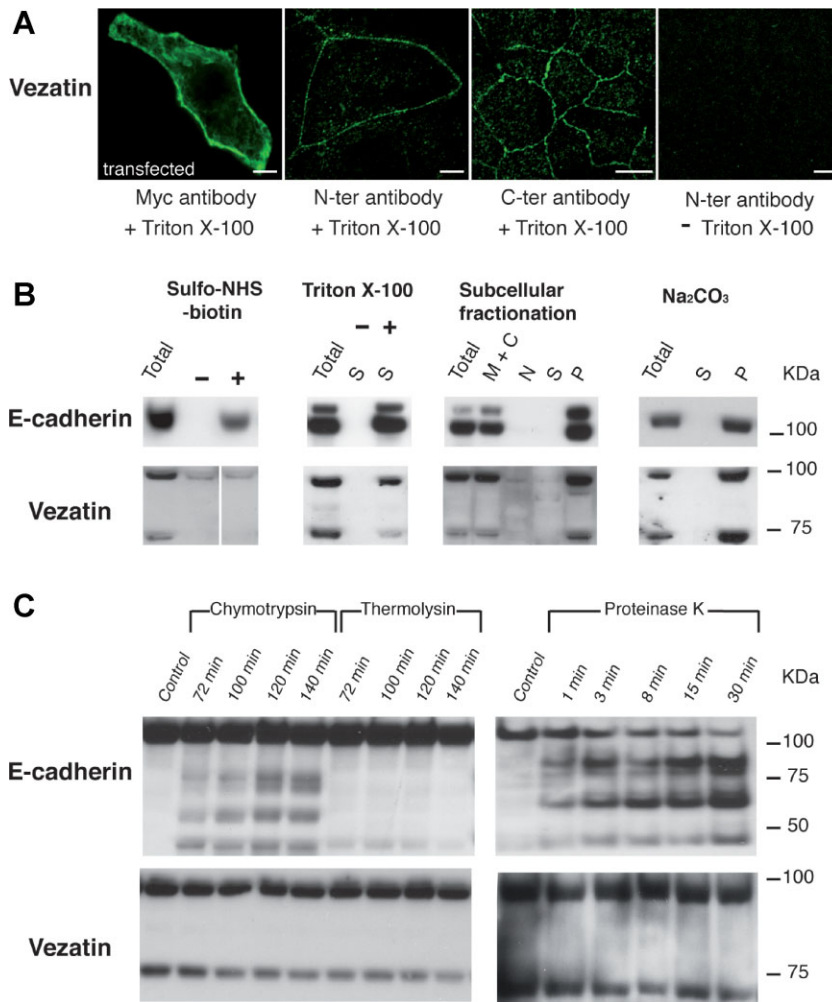 A
Vezatin
transfected
Myc antibody
+ Triton X-100
N-ter antibody
+ Triton X-100
C-ter antibody
+ Triton X-100
N-ter antibody
- Triton X-100
B
Sulfo-NHS
-biotin
Total
−
+
Triton X-100
−
+
Total
S
S
Subcellular
fractionation
Total
M + C
N
S
P
Na₂CO₃
Total
S
P
KDa
E-cadherin
100
Vezatin
100
75
C
Chymotrypsin
Thermolysin
Control
72 min
100 min
120 min
140 min
72 min
100 min
120 min
140 min
Proteinase K
Control
1 min
3 min
8 min
15 min
30 min
KDa
E-cadherin
100
75
50
Vezatin
100
75